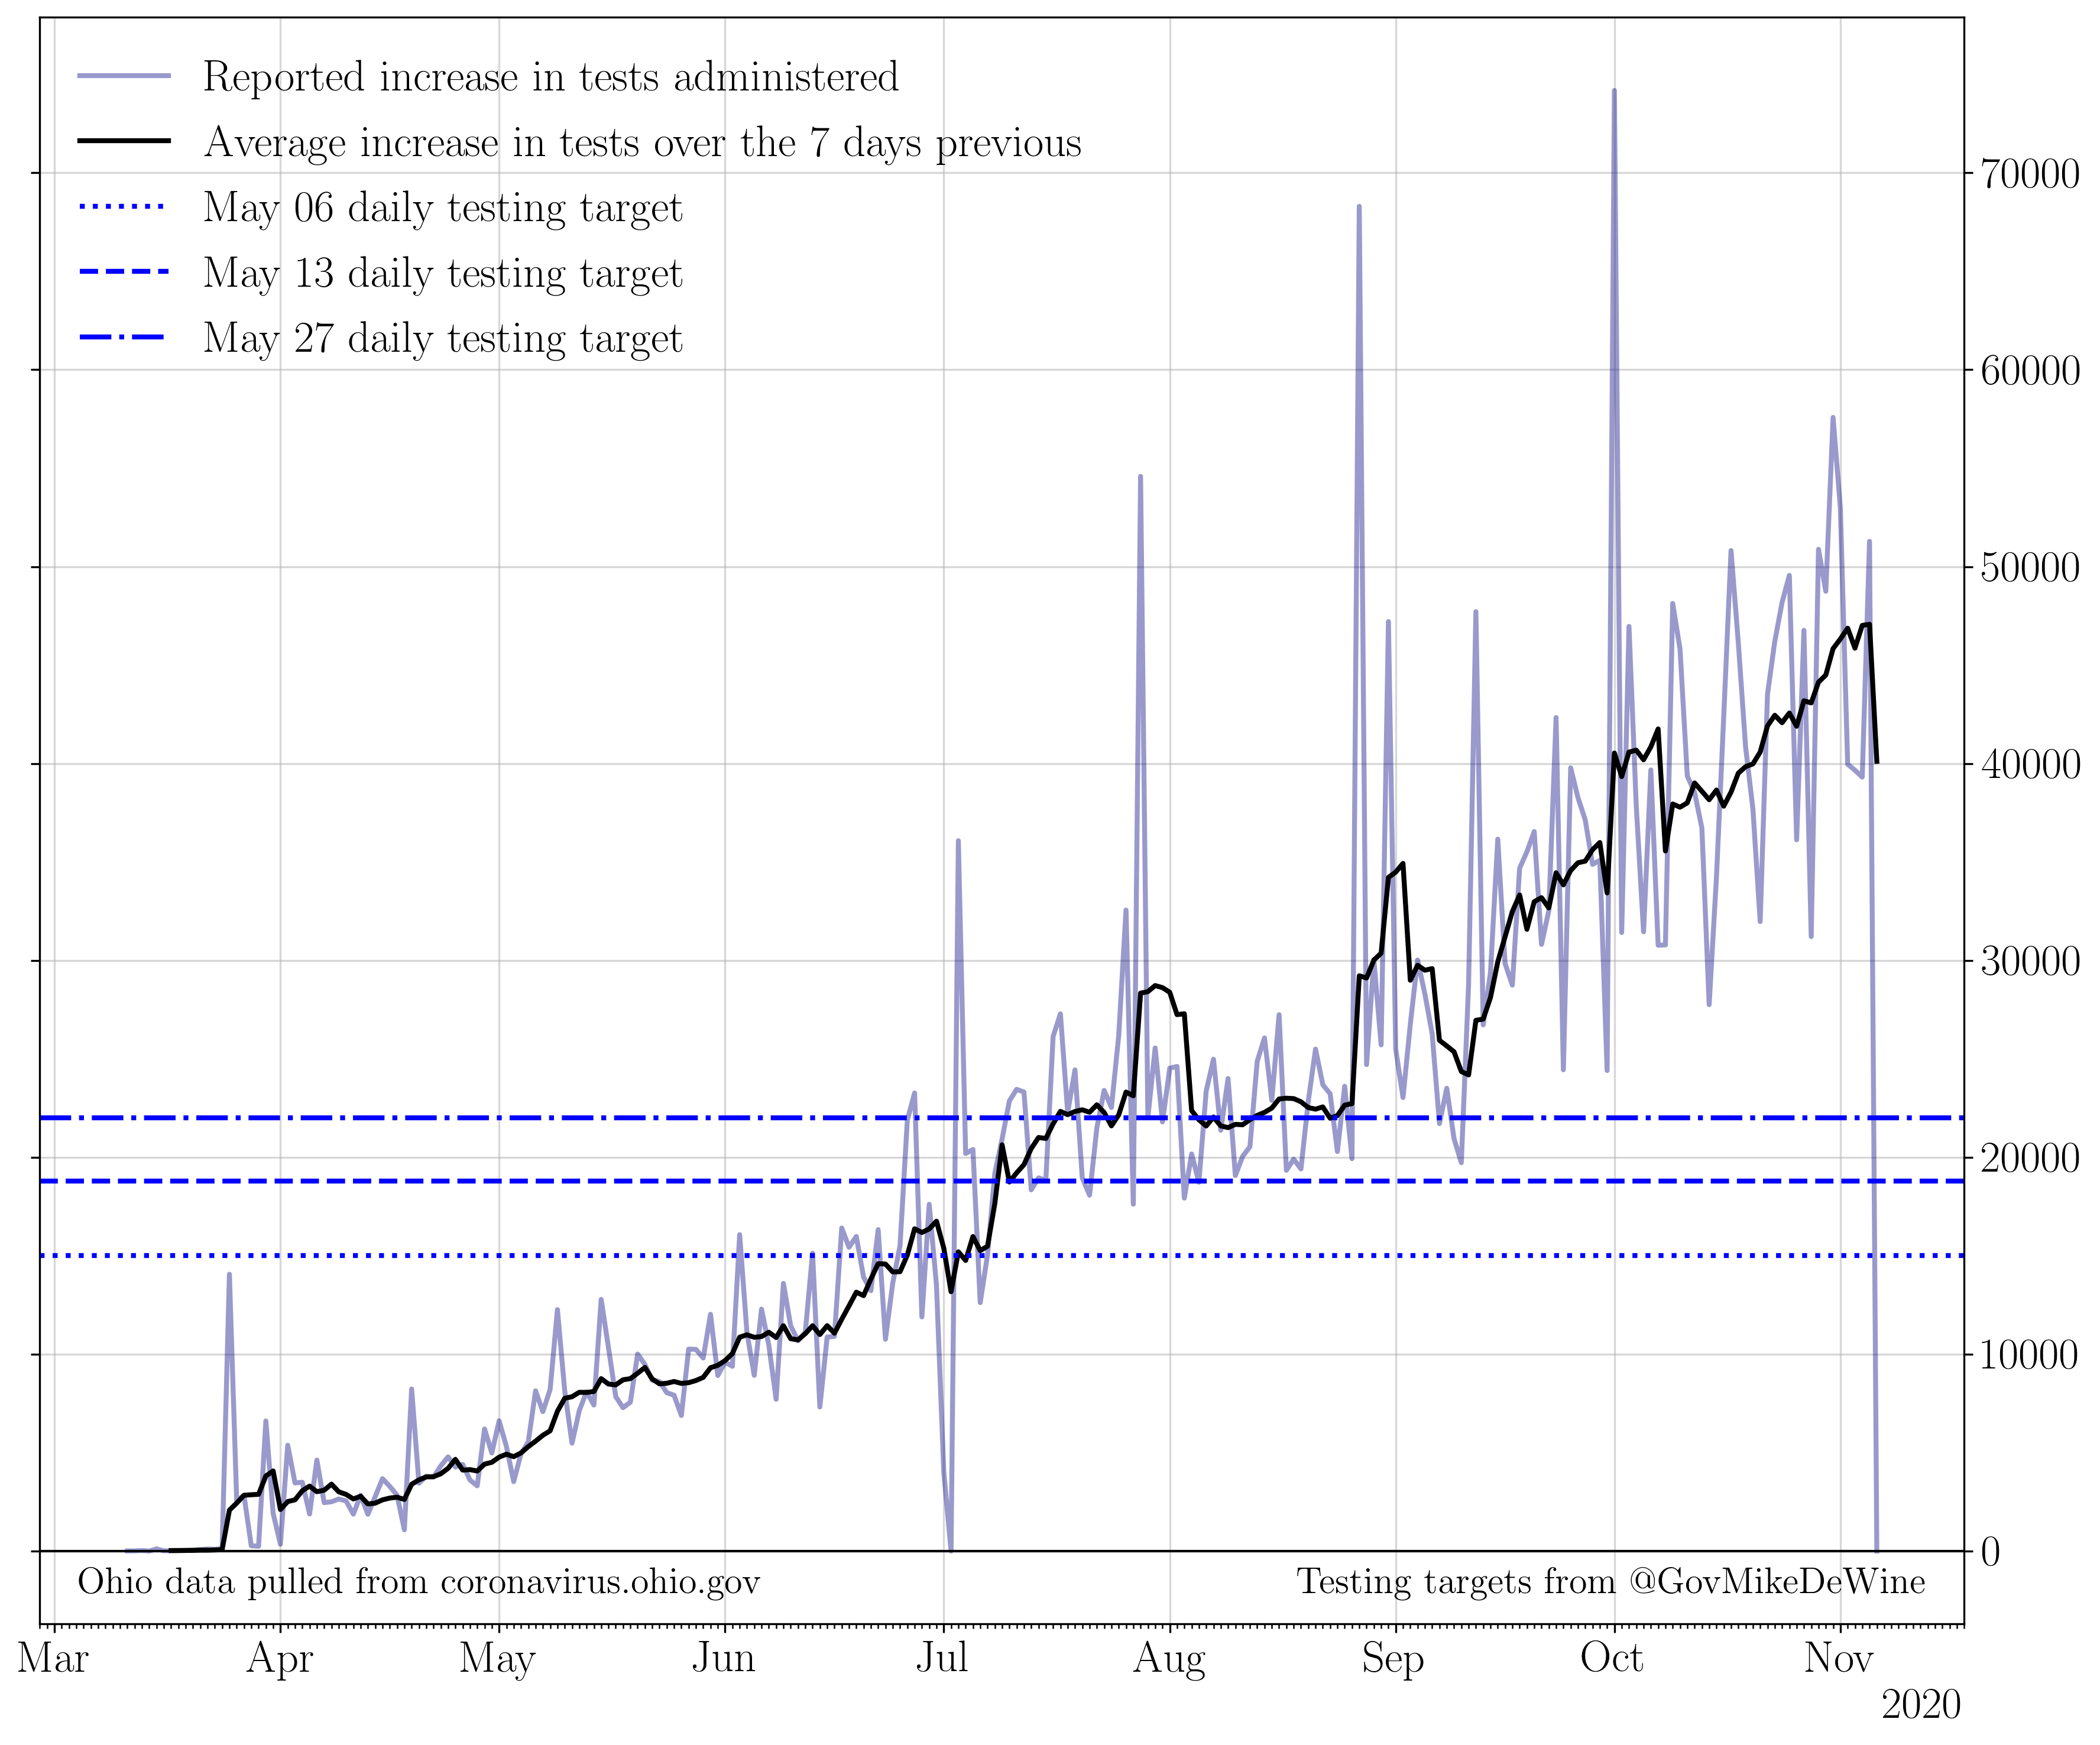 Reported increase in tests administered
Average increase in tests over the 7 days previous
May 06 daily testing target
May 13 daily testing target
May 27 daily testing target
70000
60000
50000
40000
30000
20000
10000
0
Ohio data pulled from coronavirus.ohio.gov
Testing targets from @GovMikeDeWine
Mar Apr May Jun Jul Aug Sep Oct Nov
2020